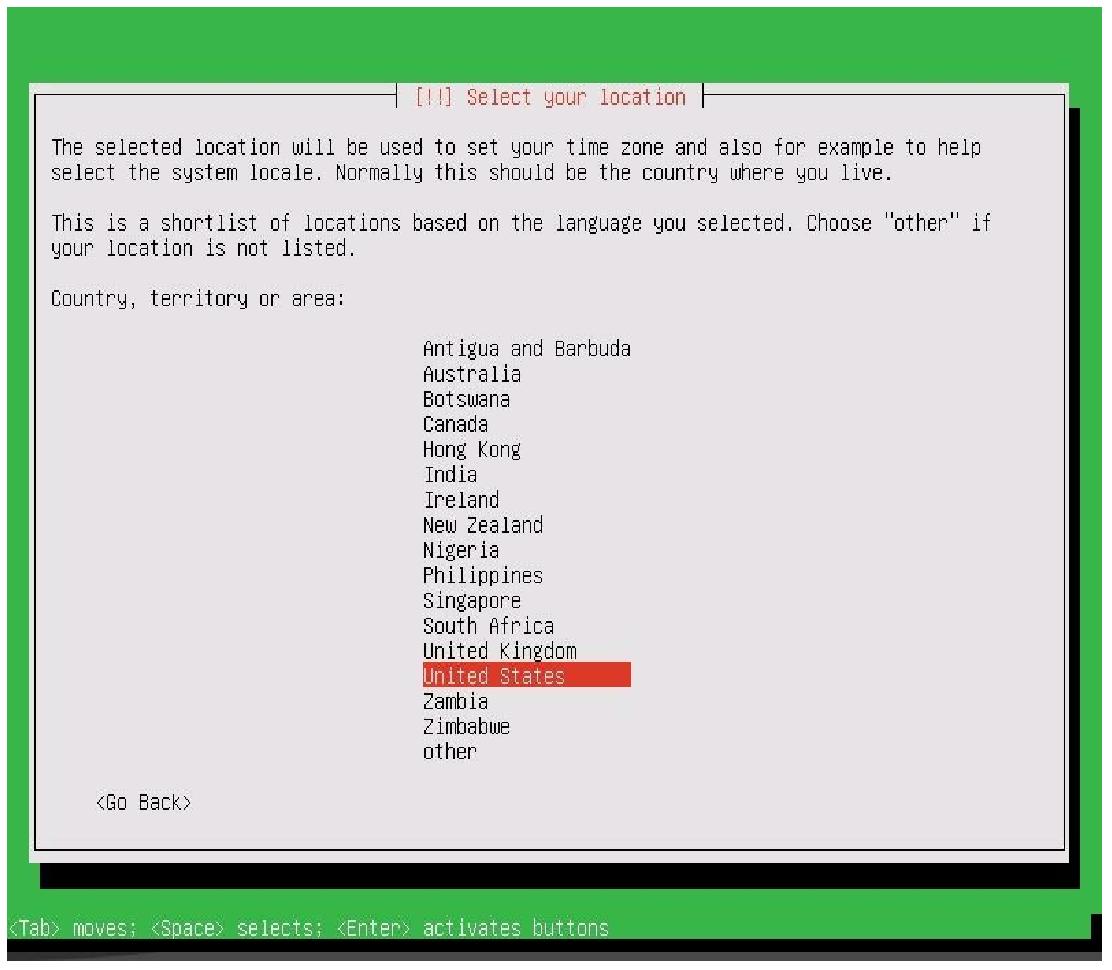 [!!] Select your location
The selected location will be used to set your time zone and also for example to help
select the system locale. Normally this should be the country where you live.
This is a shortlist of locations based on the language you selected. Choose "other" if
your location is not listed.
Country, territory or area:
Antigua and Barbuda
Australia
Botswana
Canada
Hong Kong
India
Ireland
New Zealand
Nigeria
Philippines
Singapore
South Africa
United Kingdom
United States
Zambia
Zimbabwe
other
<Go Back>
<Tab> moves; <Space> selects; <Enter> activates buttons